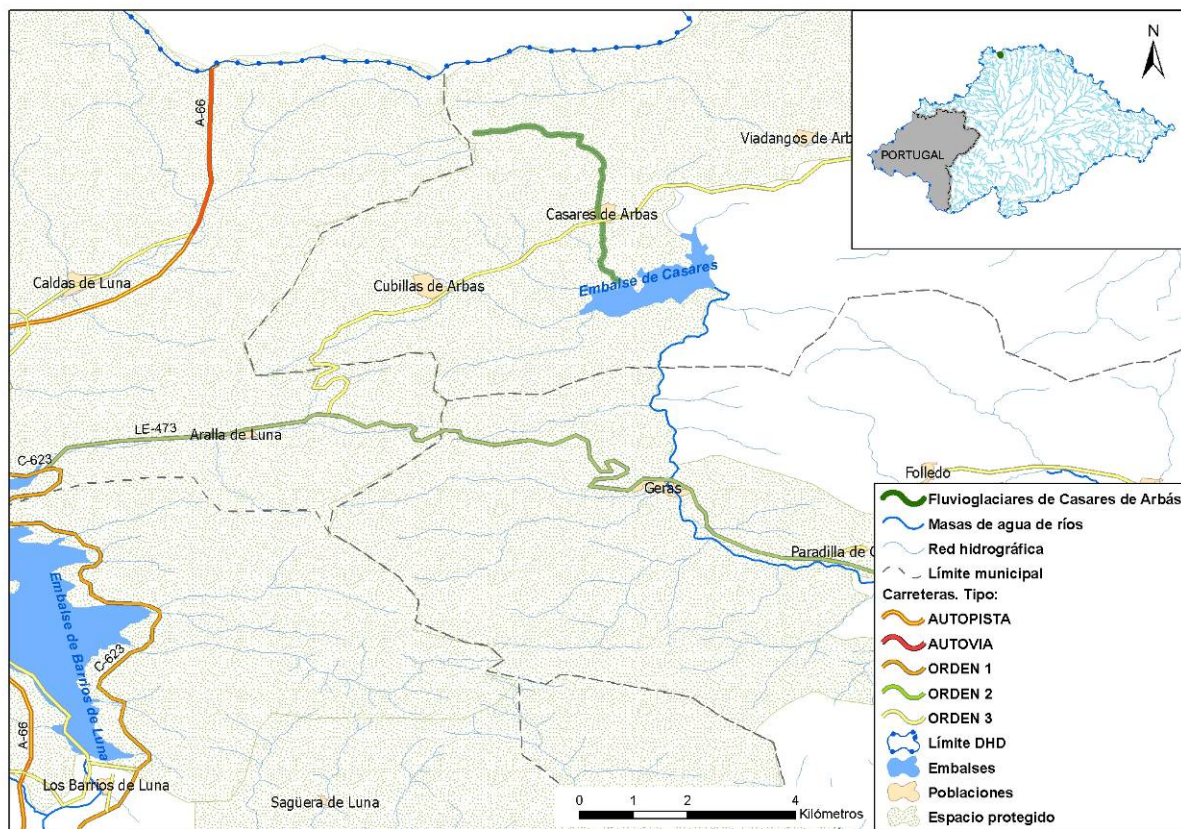 N
PORTUGAL
A-66
Viadangos de Arb
Casares de Arbas
Embalse de Casares
Caldas de Luna
Cubillas de Arbas
LE-473
Aralla de Luna
C-623
Geras
Folledo
Paradilla de G
Embalse de Barrios de Luna
C-623
A-66
Los Barrios de Luna
Sagüera de Luna
Fluvioglaciares de Casares de Arbás
Masas de agua de ríos
Red hidrográfica
Límite municipal
Carreteras. Tipo:
AUTOPISTA
AUTOVIA
ORDEN 1
ORDEN 2
ORDEN 3
Límite DHD
Embalses
Poblaciones
Espacio protegido
0 1 2 4
Kilómetros